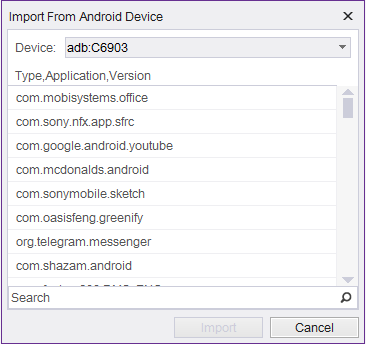 Import From Android Device
Device: adb:C6903
Type,Application,Version
com.mobisystems.office
com.sony.nfx.app.sfrc
com.google.android.youtube
com.mcdonalds.android
com.sonymobile.sketch
com.oasisfeng.greenify
org.telegram.messenger
com.shazam.android
Search
Import Cancel